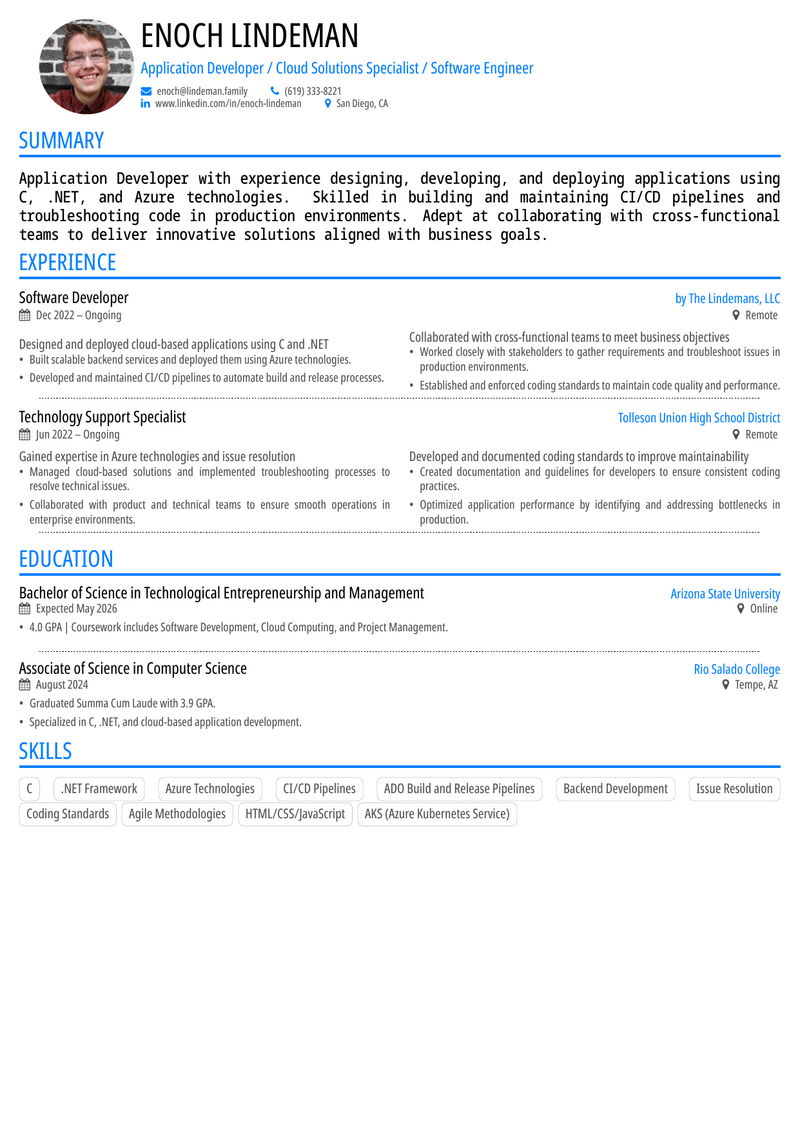 ENOCH LINDEMAN
Application Developer / Cloud Solutions Specialist / Software Engineer
enoch@lindeman.family (619) 333-8221
www.linkedin.com/in/enoch-lindeman San Diego, CA
SUMMARY
Application Developer with experience designing, developing, and deploying applications using
C, .NET, and Azure technologies. Skilled in building and maintaining CI/CD pipelines and
troubleshooting code in production environments. Adept at collaborating with cross-functional
teams to deliver innovative solutions aligned with business goals.
EXPERIENCE
Software Developer by The Lindemans, LLC
Dec 2022 – Ongoing Remote
Designed and deployed cloud-based applications using C and .NET
• Built scalable backend services and deployed them using Azure technologies.
• Developed and maintained CI/CD pipelines to automate build and release processes.
Collaborated with cross-functional teams to meet business objectives
• Worked closely with stakeholders to gather requirements and troubleshoot issues in
production environments.
• Established and enforced coding standards to maintain code quality and performance.
Technology Support Specialist Tolleson Union High School District
Jun 2022 – Ongoing Remote
Gained expertise in Azure technologies and issue resolution
• Managed cloud-based solutions and implemented troubleshooting processes to
resolve technical issues.
• Collaborated with product and technical teams to ensure smooth operations in
enterprise environments.
Developed and documented coding standards to improve maintainability
• Created documentation and guidelines for developers to ensure consistent coding
practices.
• Optimized application performance by identifying and addressing bottlenecks in
production.
EDUCATION
Bachelor of Science in Technological Entrepreneurship and Management Arizona State University
Expected May 2026 Online
• 4.0 GPA | Coursework includes Software Development, Cloud Computing, and Project Management.
Associate of Science in Computer Science Rio Salado College
August 2024 Tempe, AZ
• Graduated Summa Cum Laude with 3.9 GPA.
• Specialized in C, .NET, and cloud-based application development.
SKILLS
C .NET Framework Azure Technologies CI/CD Pipelines ADO Build and Release Pipelines Backend Development Issue Resolution
Coding Standards Agile Methodologies HTML/CSS/JavaScript AKS (Azure Kubernetes Service)